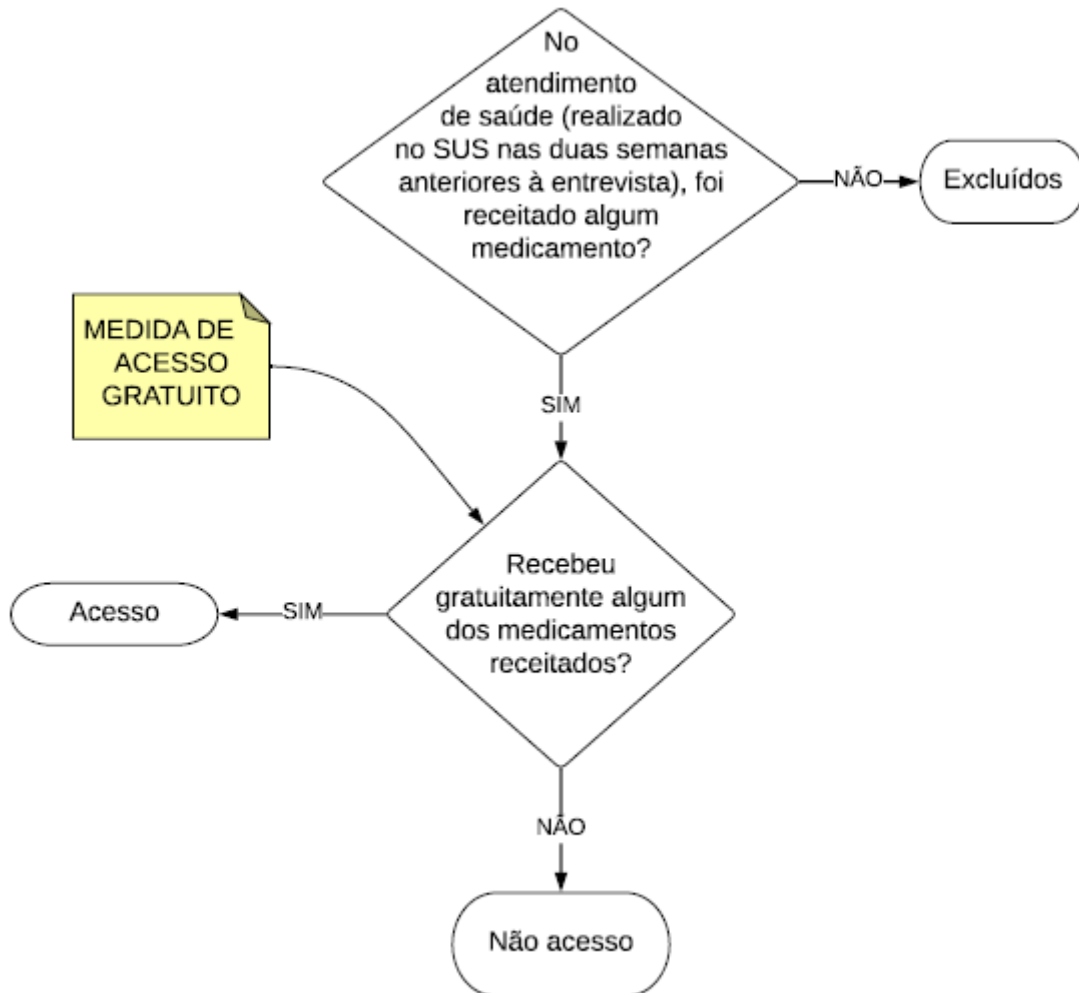 No
atendimento
de saúde (realizado
no SUS nas duas semanas
anteriores à entrevista), foi
receitado algum
medicamento?
NÃO
Excluídos
MEDIDA DE
ACESSO
GRATUITO
SIM
Recebeu
gratuitamente algum
dos medicamentos
receitados?
SIM
Acesso
NÃO
Não acesso